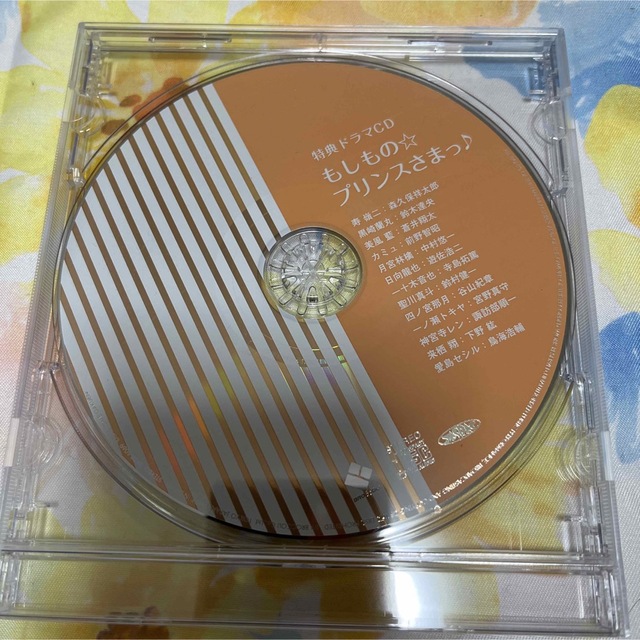 特典ドラマCD
もしもの☆
プリンスさまっ♪
寿 嶺二：森久保祥太郎
黒崎蘭丸：鈴木達央
美風 藍：蒼井翔太
カミュ：前野智昭
月宮林檎：中村悠一
日向龍也：遊佐浩二
一十木音也：寺島拓篤
聖川真斗：鈴村健一
四ノ宮那月：谷山紀章
一ノ瀬トキヤ：宮野真守
神宮寺レン：諏訪部順一
来栖 翔：下野 紘
愛島セシル：鳥海浩輔